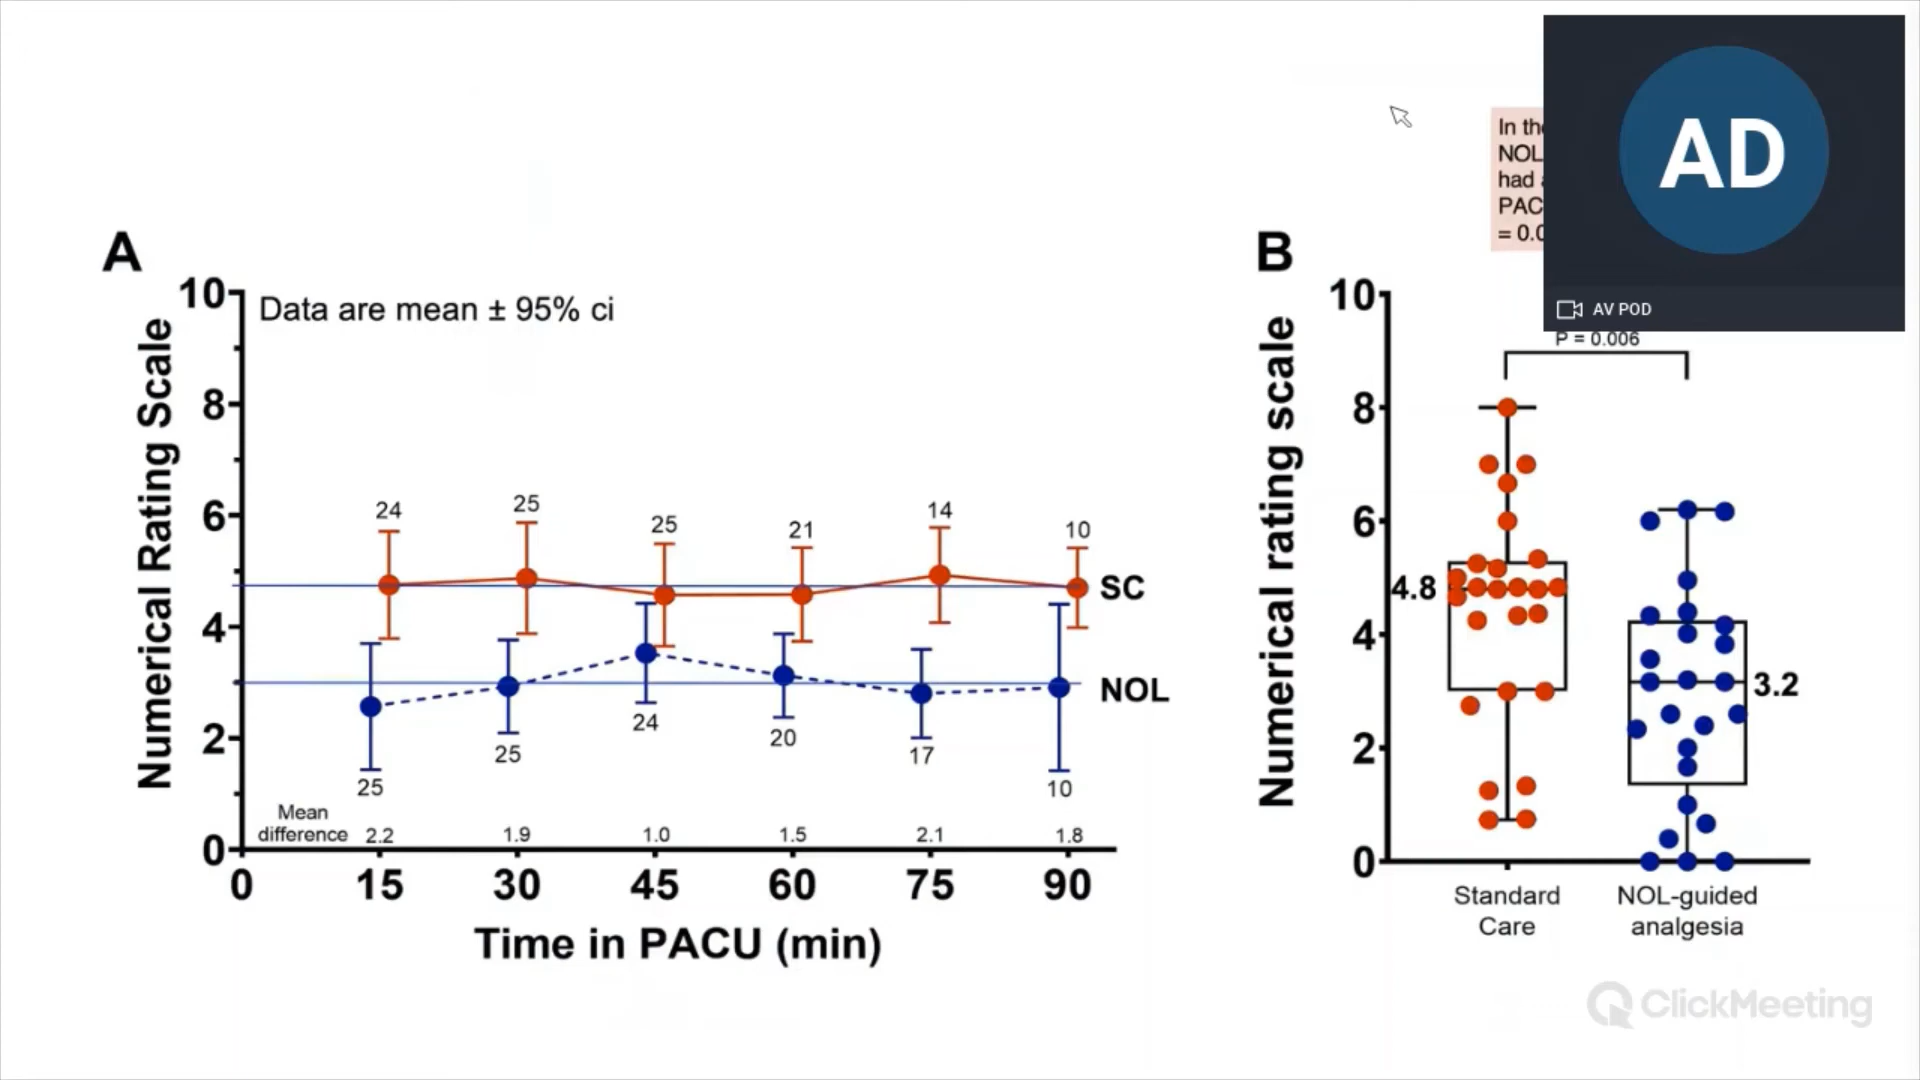 A
10
Data are mean ± 95% ci
8
6
4
2
0
Numerical Rating Scale
24
25
25
21
14
10
SC
NOL
25
25
24
20
17
10
Mean
difference 2.2 1.9 1.0 1.5 2.1 1.8
0 15 30 45 60 75 90
Time in PACU (min)
In the
NOL
had
PAC
= 0.0
AD
AV POD
B
P = 0.006
10
8
6
4
2
0
Numerical rating scale
4.8
3.2
Standard
Care
NOL-guided
analgesia
ClickMeeting